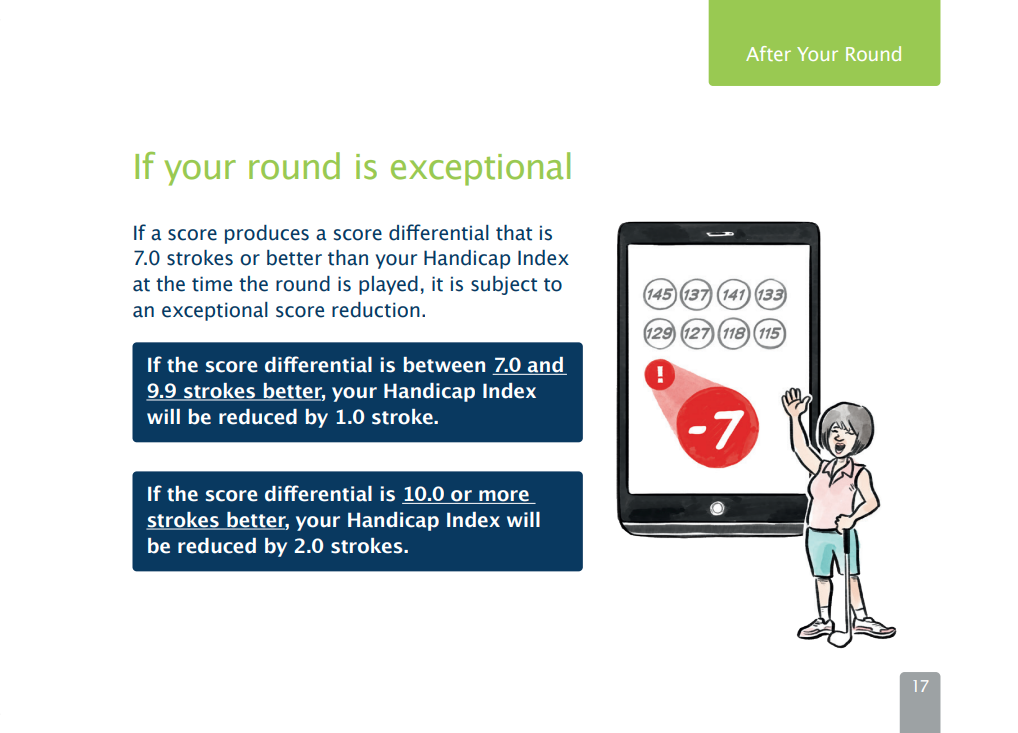 After Your Round
If your round is exceptional
If a score produces a score differential that is
7.0 strokes or better than your Handicap Index
at the time the round is played, it is subject to
an exceptional score reduction.
If the score differential is between 7.0 and
9.9 strokes better, your Handicap Index
will be reduced by 1.0 stroke.
If the score differential is 10.0 or more
strokes better, your Handicap Index will
be reduced by 2.0 strokes.
145 137 141 133
129 127 118 115
!
-7
17